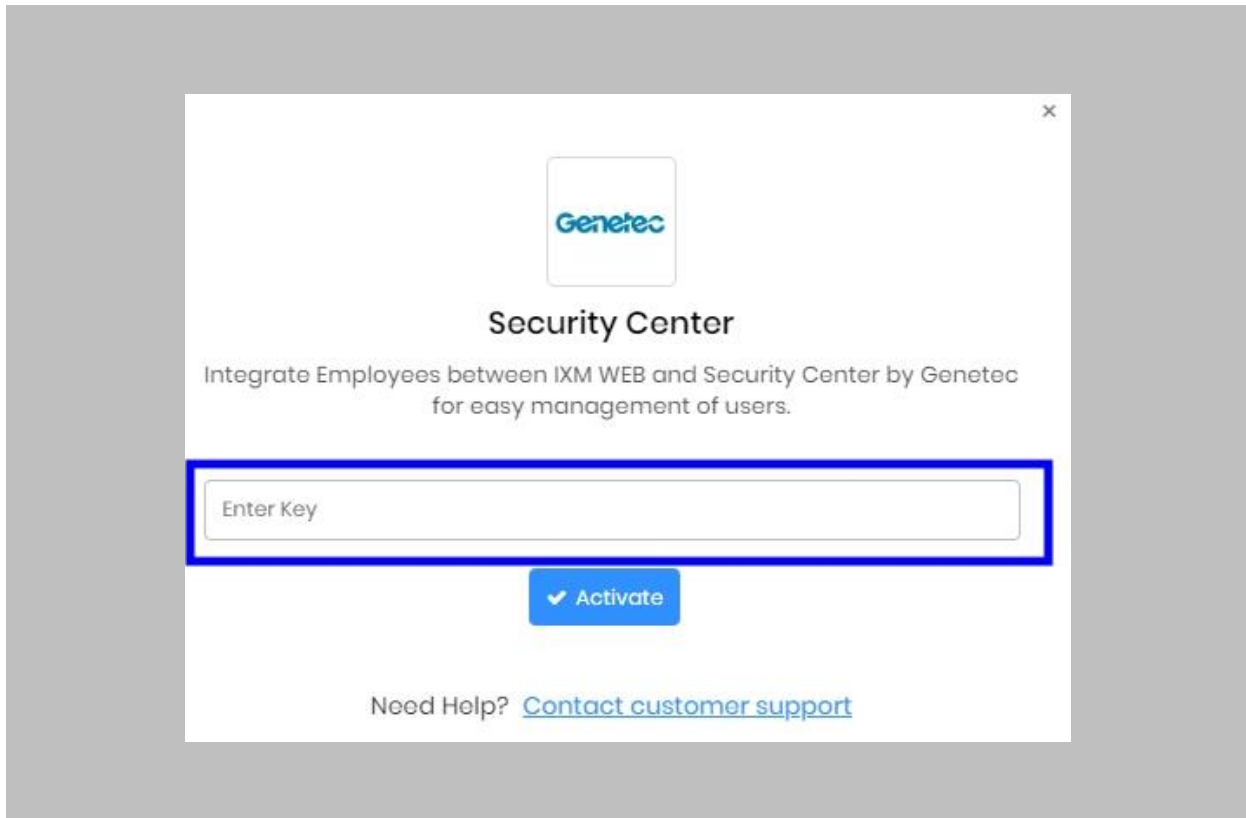 ×
Genetec
Security Center
Integrate Employees between IXM WEB and Security Center by Genetec
for easy management of users.
Enter Key
✔ Activate
Need Help? Contact customer support